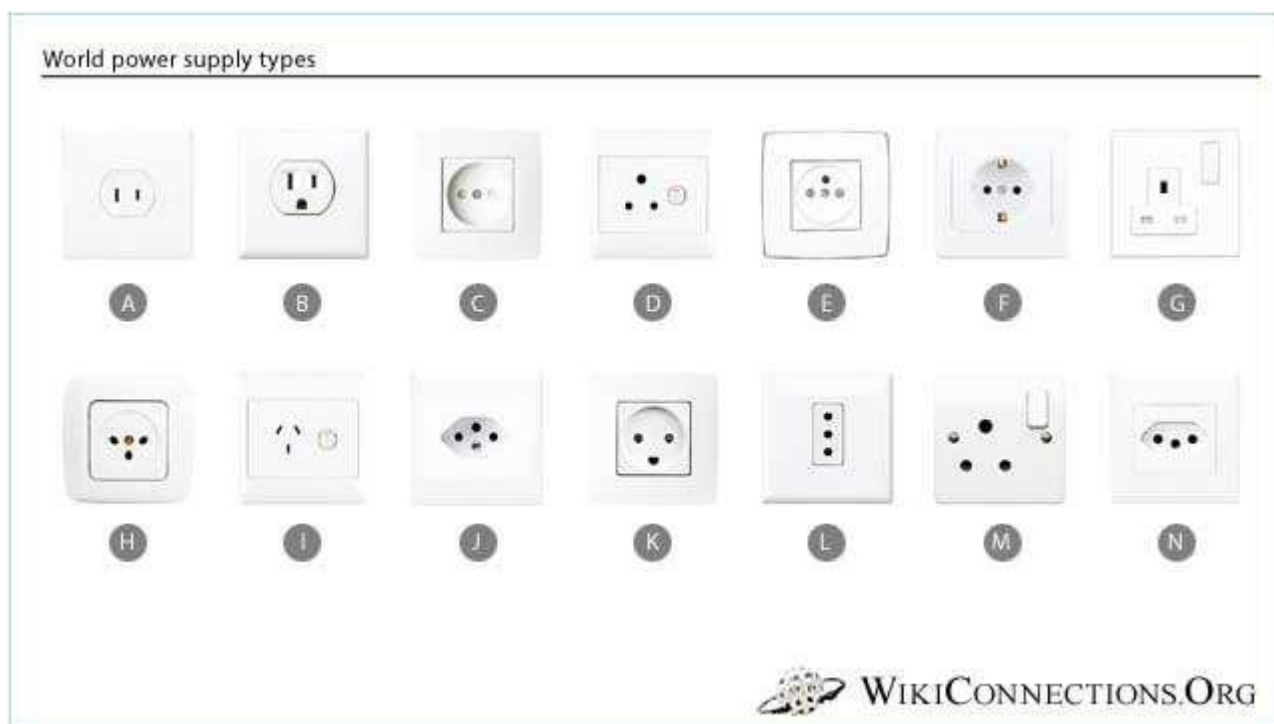 World power supply types
A B C D E F G
H I J K L M N
WIKICONNECTIONS.ORG